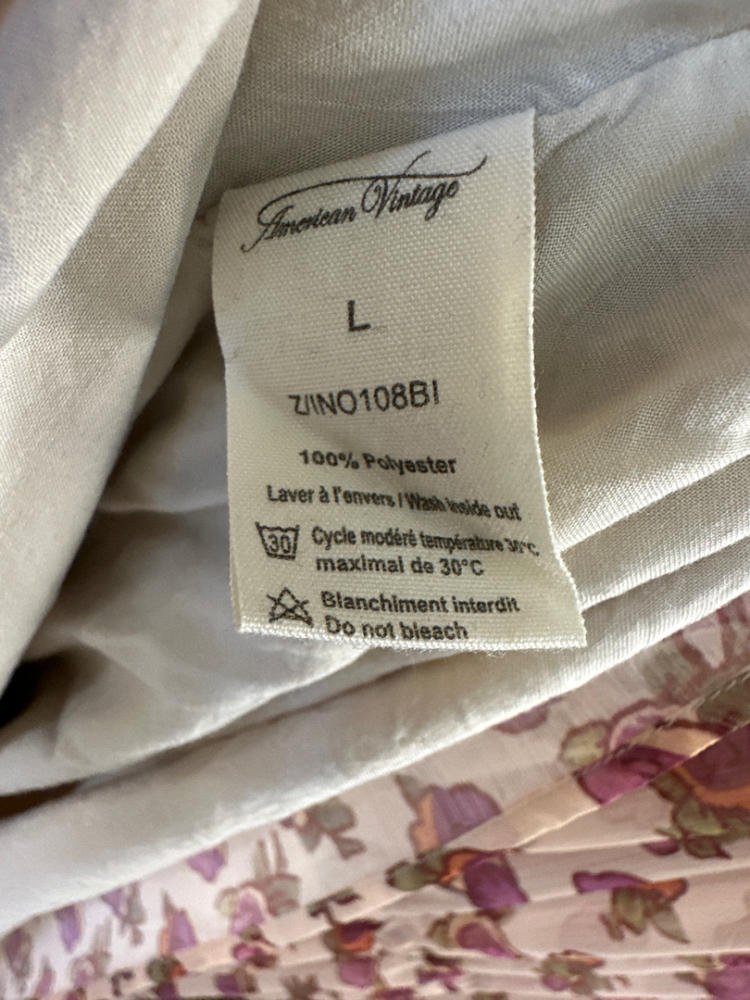 American Vintage
L
Z/INO108BI
100% Polyester
Laver à l'envers / Wash inside out
30
Cycle modéré température 30°C
maximal de 30°C
Blanchiment interdit
Do not bleach